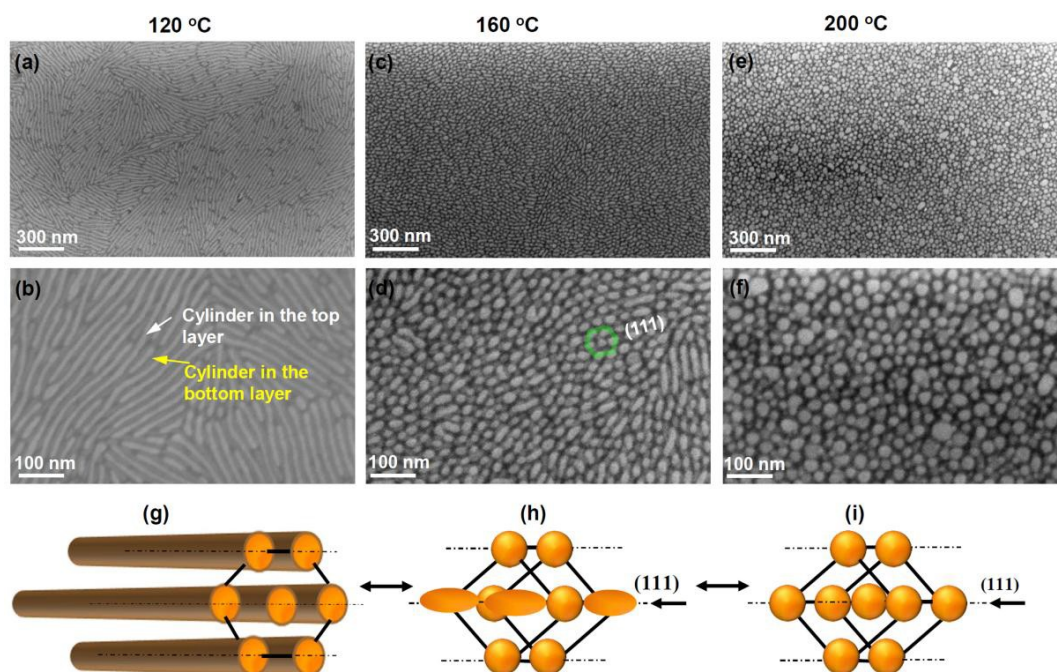 120 °C
160 °C
200 °C
(a)
(c)
(e)
300 nm
300 nm
300 nm
(b)
(d)
(f)
Cylinder in the top
layer
Cylinder in the
bottom layer
(111)
100 nm
100 nm
100 nm
(g)
(h)
(i)
(111)
(111)